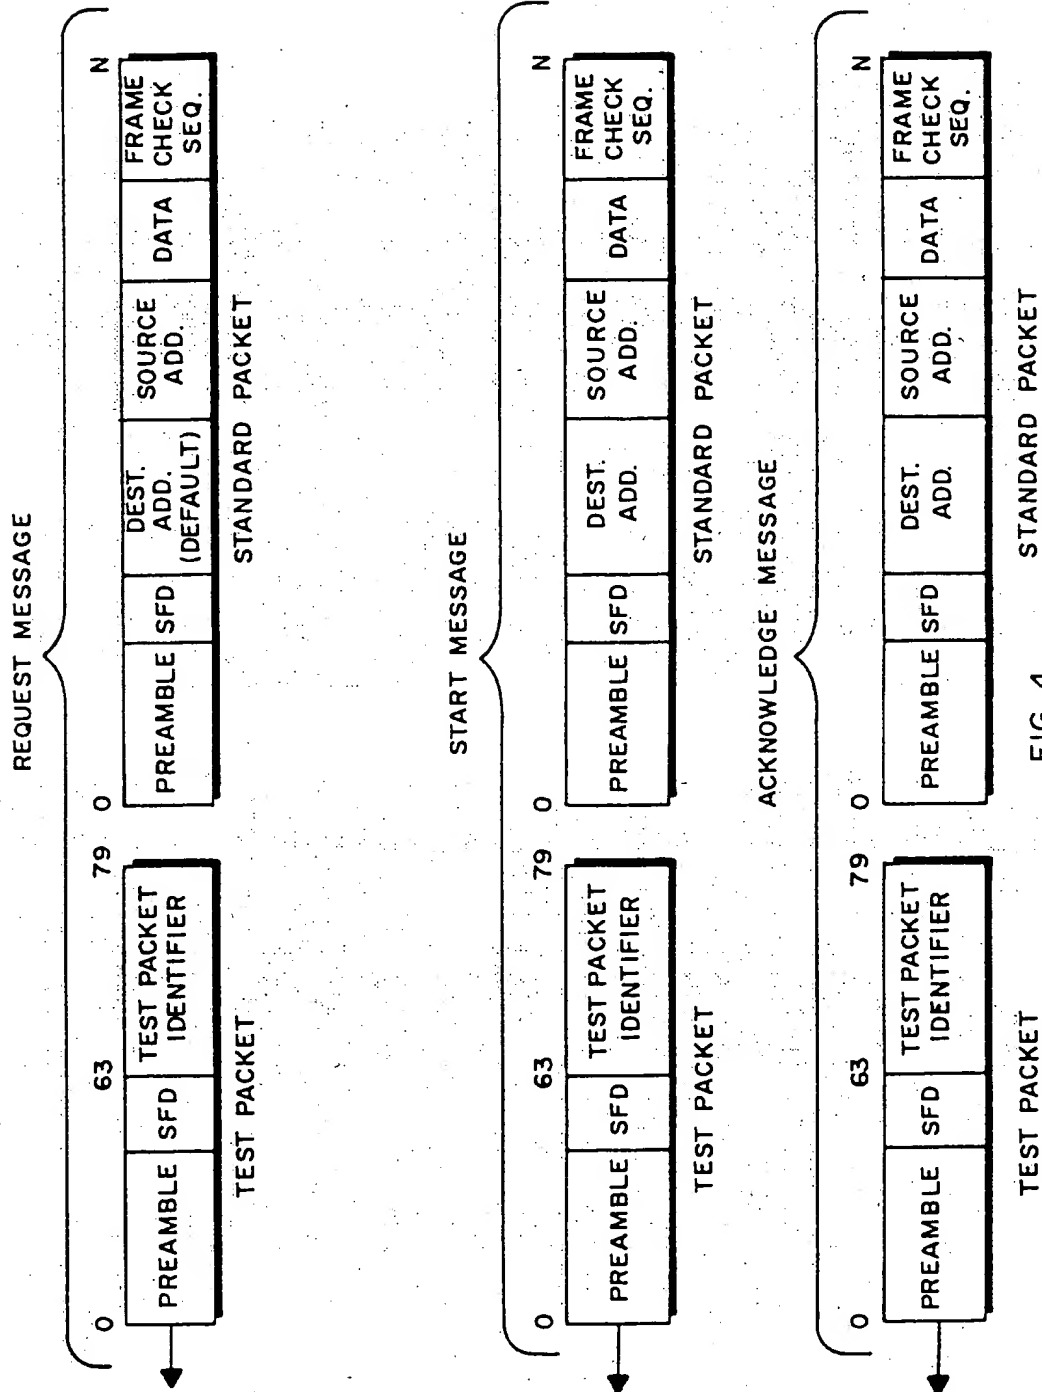 REQUEST MESSAGE
0 63 79 0 N
PREAMBLE SFD TEST PACKET IDENTIFIER PREAMBLE SFD DEST. ADD. (DEFAULT) SOURCE ADD. DATA FRAME CHECK SEQ.
TEST PACKET STANDARD PACKET
START MESSAGE
0 63 79 0 N
PREAMBLE SFD TEST PACKET IDENTIFIER PREAMBLE SFD DEST. ADD. SOURCE ADD. DATA FRAME CHECK SEQ.
TEST PACKET STANDARD PACKET
ACKNOWLEDGE MESSAGE
0 63 79 0 N
PREAMBLE SFD TEST PACKET IDENTIFIER PREAMBLE SFD DEST. ADD. SOURCE ADD. DATA FRAME CHECK SEQ.
TEST PACKET STANDARD PACKET
FIG. 4